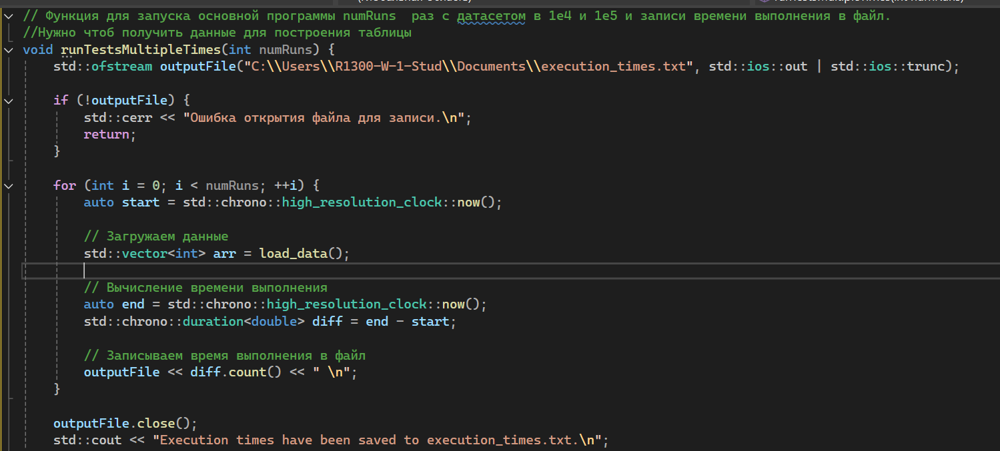 // Функция для запуска основной программы numRuns  раз с датасетом в 1e4 и 1e5 и записи времени выполнения в файл.
//Нужно чтоб получить данные для построения таблицы
void runTestsMultipleTimes(int numRuns) {
    std::ofstream outputFile("C:\\Users\\R1300-W-1-Stud\\Documents\\execution_times.txt", std::ios::out | std::ios::trunc);

    if (!outputFile) {
        std::cerr << "Ошибка открытия файла для записи.\n";
        return;
    }

    for (int i = 0; i < numRuns; ++i) {
        auto start = std::chrono::high_resolution_clock::now();

        // Загружаем данные
        std::vector<int> arr = load_data();

        // Вычисление времени выполнения
        auto end = std::chrono::high_resolution_clock::now();
        std::chrono::duration<double> diff = end - start;

        // Записываем время выполнения в файл
        outputFile << diff.count() << " \n";
    }

    outputFile.close();
    std::cout << "Execution times have been saved to execution_times.txt.\n";